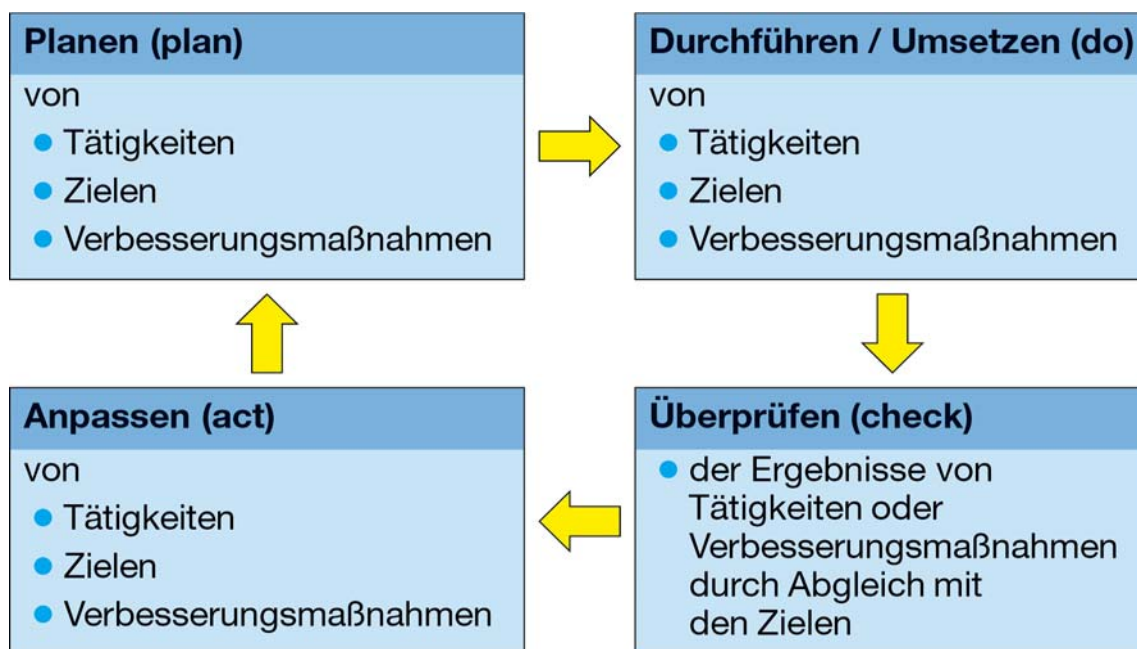 Planen (plan)
von
● Tätigkeiten
● Zielen
● Verbesserungsmaßnahmen
Durchführen / Umsetzen (do)
von
● Tätigkeiten
● Zielen
● Verbesserungsmaßnahmen
Überprüfen (check)
● der Ergebnisse von
Tätigkeiten oder
Verbesserungsmaßnahmen
durch Abgleich mit
den Zielen
Anpassen (act)
von
● Tätigkeiten
● Zielen
● Verbesserungsmaßnahmen